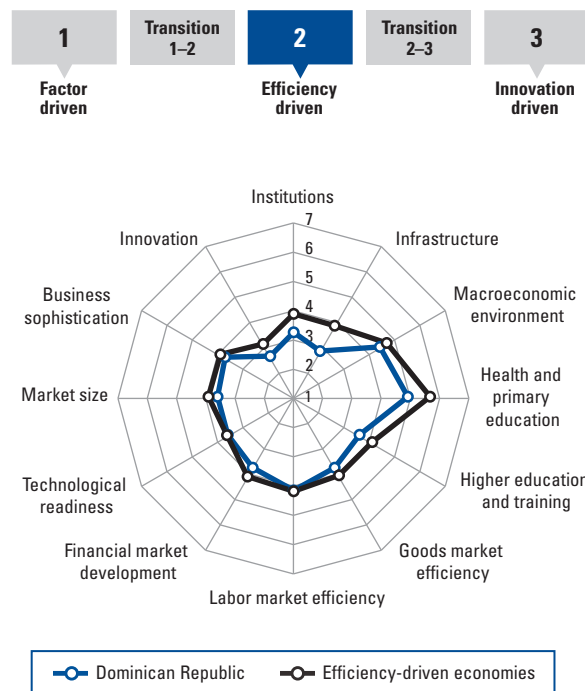 1
Transition
1–2
2
Transition
2–3
3
Factor
driven
Efficiency
driven
Innovation
driven
Institutions
7
Innovation
6
Infrastructure
5
Business
sophistication
4
Macroeconomic
environment
3
2
Market size
1
Health and
primary
education
Technological
readiness
Higher education
and training
Financial market
development
Goods market
efficiency
Labor market efficiency
Dominican Republic
Efficiency-driven economies